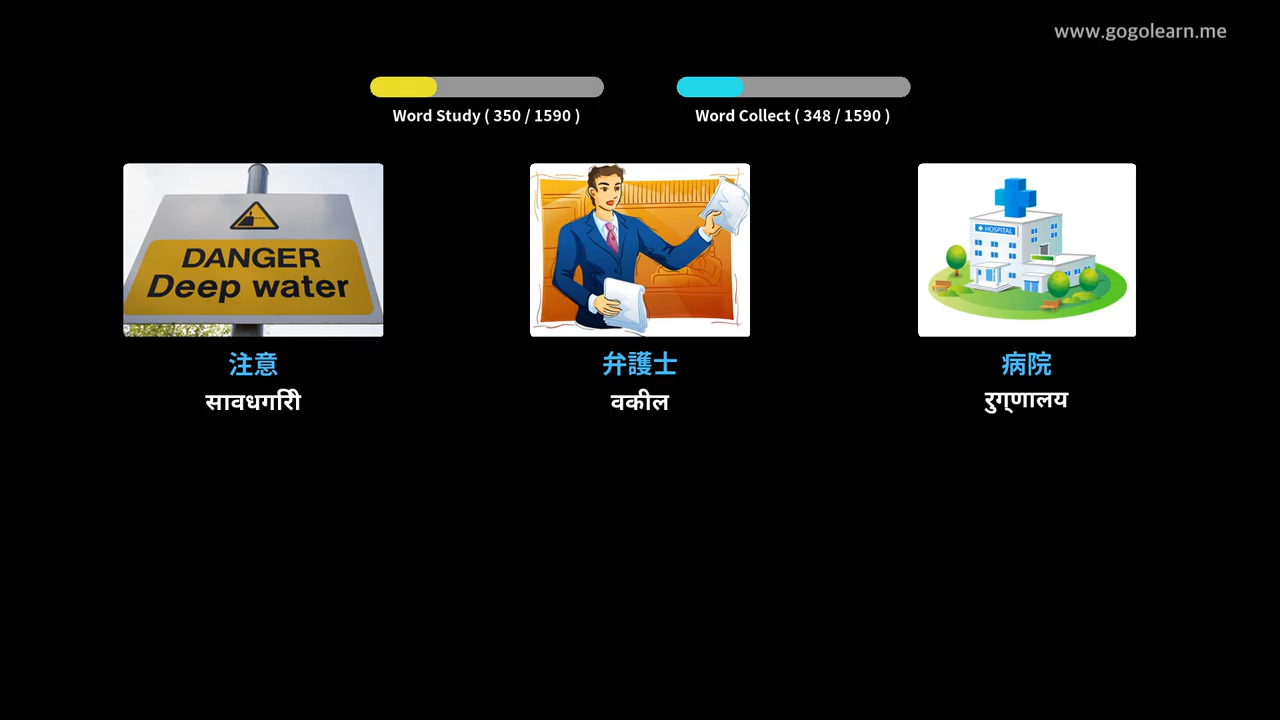 www.gogolearn.me
Word Study ( 350 / 1590 )
Word Collect ( 348 / 1590 )
DANGER
Deep water
HOSPITAL
注意
弁護士
病院
सावधगिरी
वकील
रुग्णालय